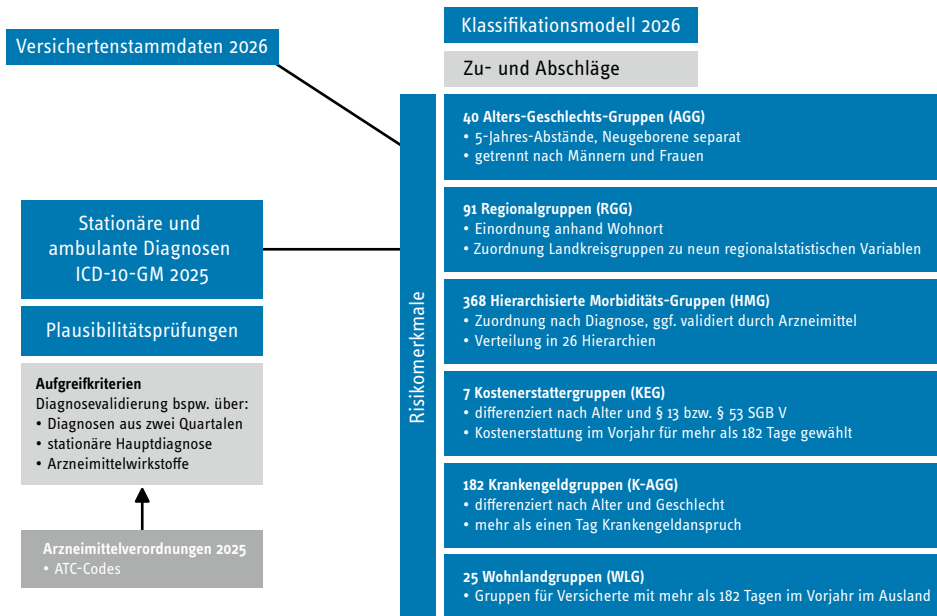 Versichertenstammdaten 2026
Stationäre und
ambulante Diagnosen
ICD-10-GM 2025
Plausibilitätsprüfungen
Aufgreifkriterien
Diagnosevalidierung bspw. über:
• Diagnosen aus zwei Quartalen
• stationäre Hauptdiagnose
• Arzneimittelwirkstoffe
Arzneimittelverordnungen 2025
• ATC-Codes
Risikomerkmale
Klassifikationsmodell 2026
Zu- und Abschläge
40 Alters-Geschlechts-Gruppen (AGG)
• 5-Jahres-Abstände, Neugeborene separat
• getrennt nach Männern und Frauen
91 Regionalgruppen (RGG)
• Einordnung anhand Wohnort
• Zuordnung Landkreisgruppen zu neun regionalstatistischen Variablen
368 Hierarchisierte Morbiditäts-Gruppen (HMG)
• Zuordnung nach Diagnose, ggf. validiert durch Arzneimittel
• Verteilung in 26 Hierarchien
7 Kostenerstattergruppen (KEG)
• differenziert nach Alter und § 13 bzw. § 53 SGB V
• Kostenerstattung im Vorjahr für mehr als 182 Tage gewählt
182 Krankengeldgruppen (K-AGG)
• differenziert nach Alter und Geschlecht
• mehr als einen Tag Krankengeldanspruch
25 Wohnlandgruppen (WLG)
• Gruppen für Versicherte mit mehr als 182 Tagen im Vorjahr im Ausland